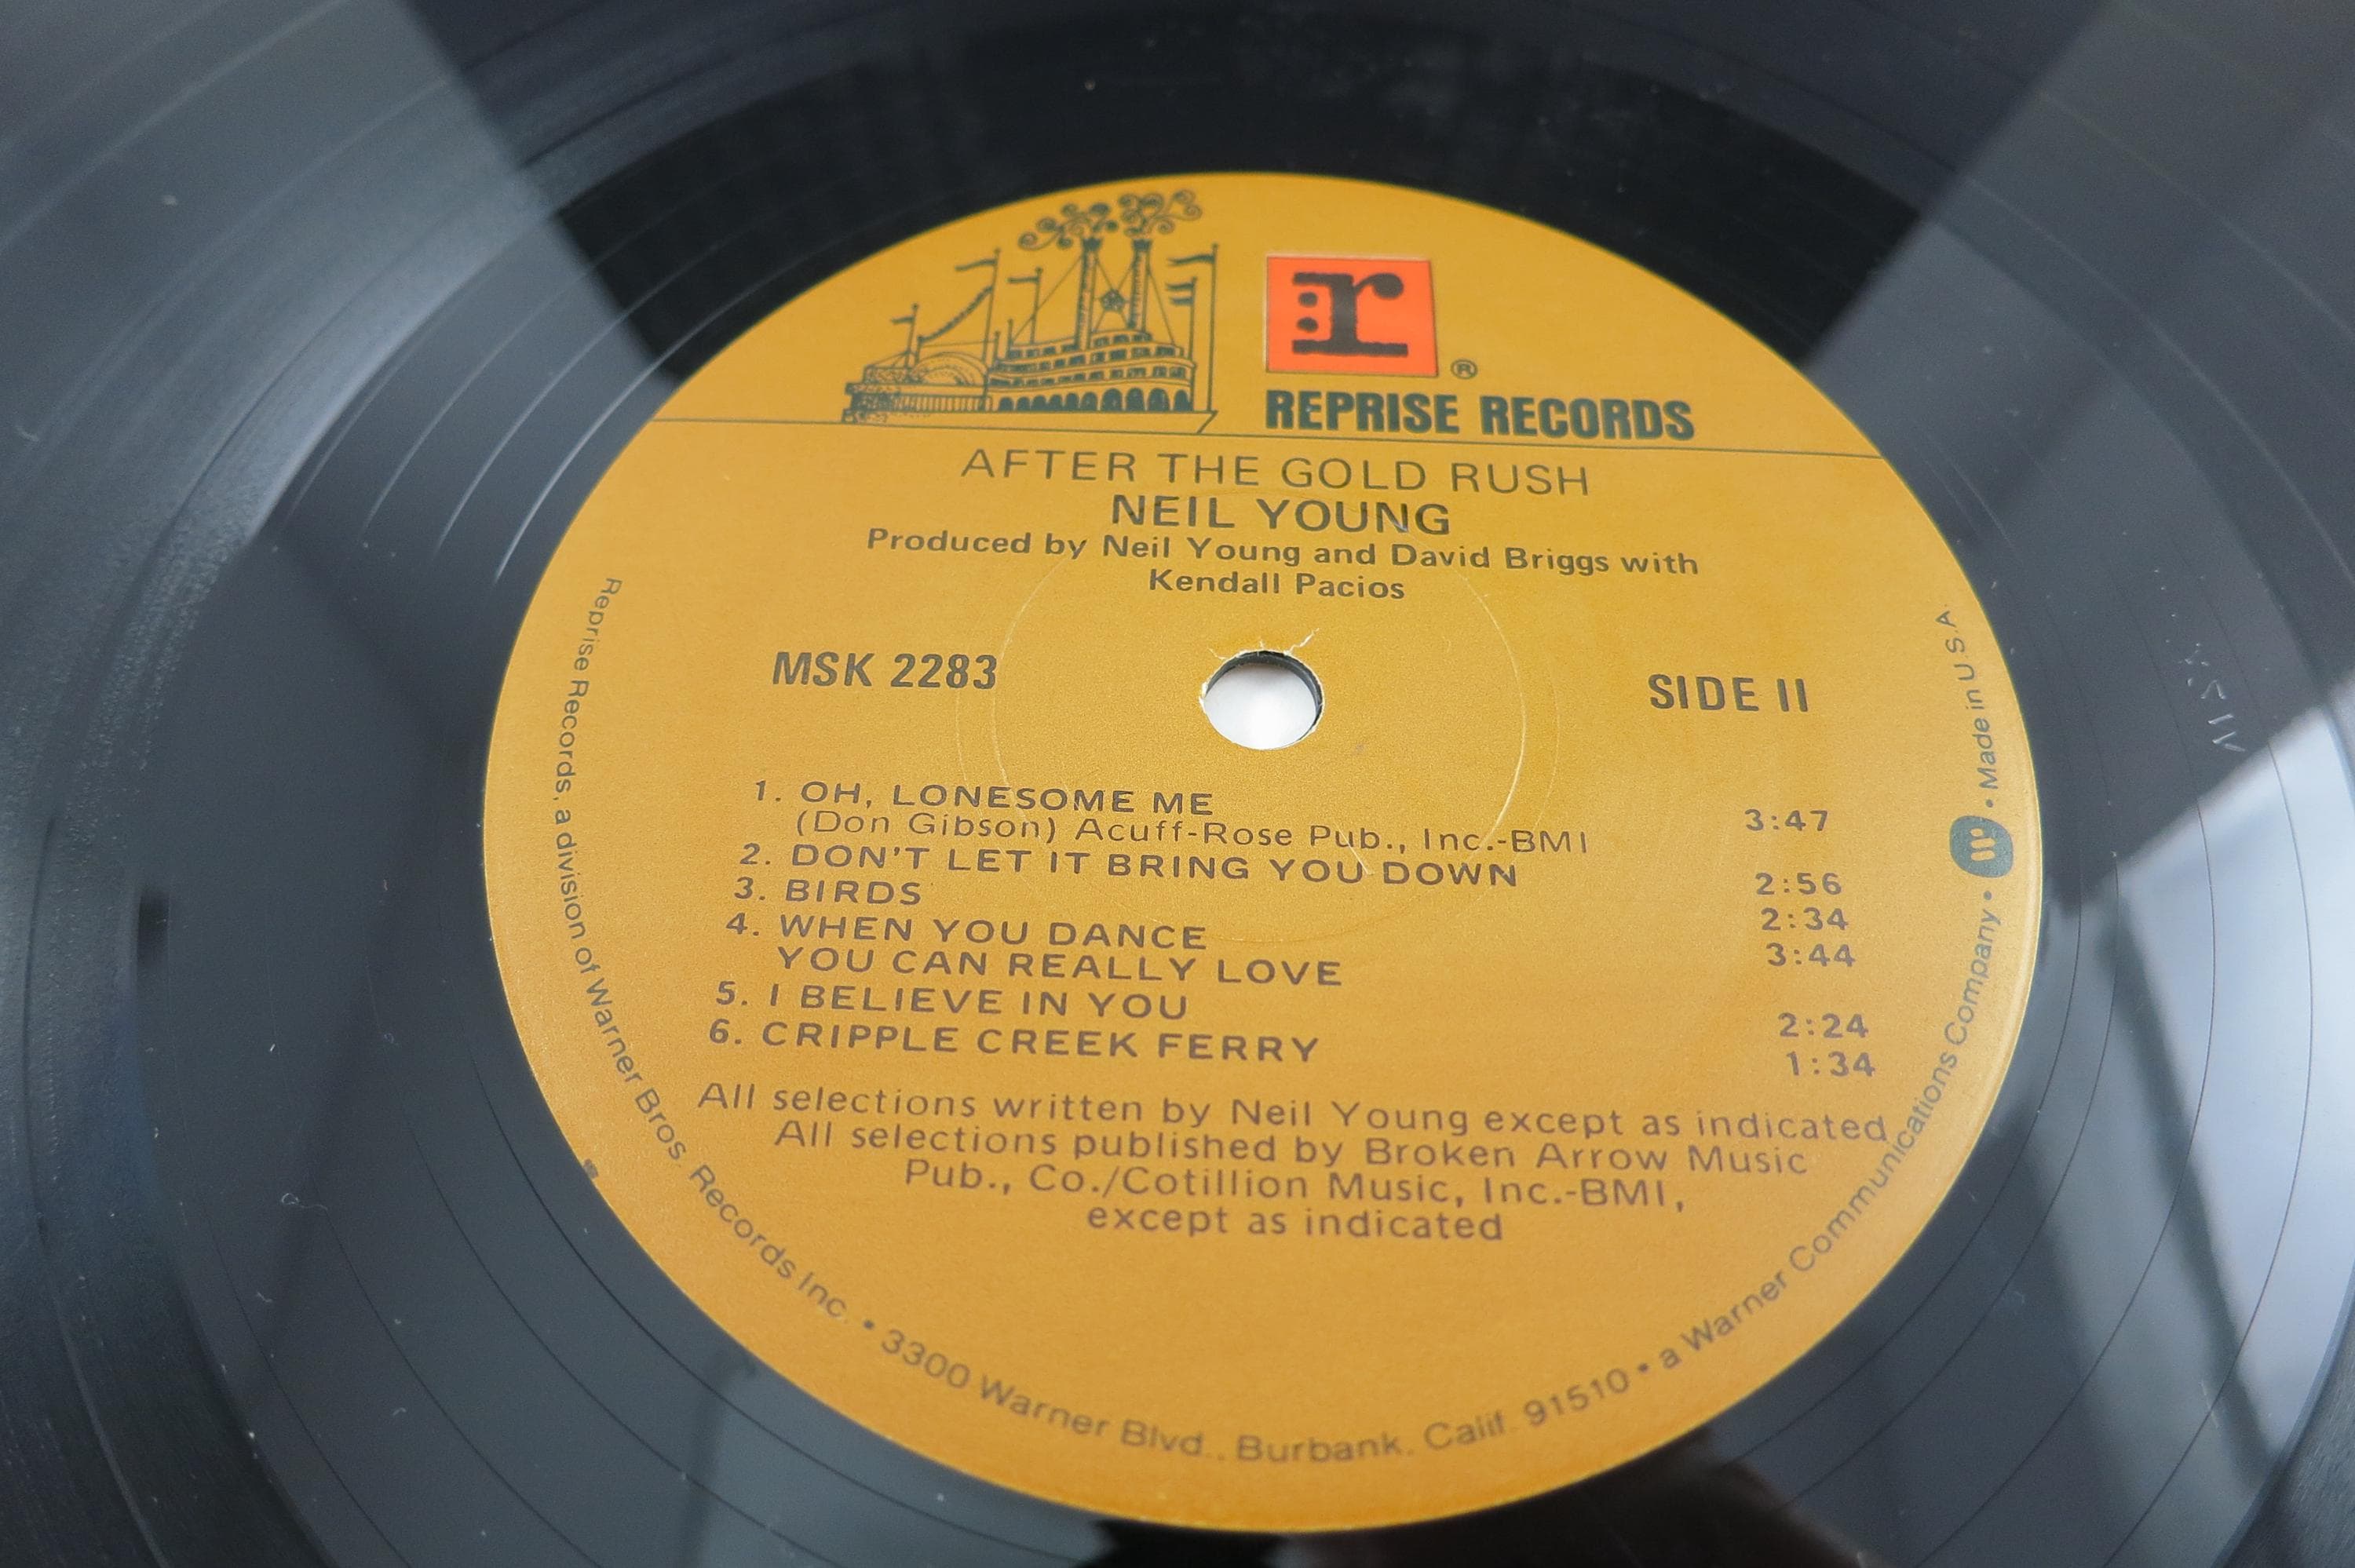 r
®
REPRISE RECORDS
AFTER THE GOLD RUSH
NEIL YOUNG
Produced by Neil Young and David Briggs with
Kendall Pacios
MSK 2283
SIDE II
1. OH, LONESOME ME
(Don Gibson) Acuff-Rose Pub., Inc.-BMI 3:47
2. DON'T LET IT BRING YOU DOWN 2:56
3. BIRDS 2:34
4. WHEN YOU DANCE 3:44
YOU CAN REALLY LOVE
5. I BELIEVE IN YOU 2:24
6. CRIPPLE CREEK FERRY 1:34
All selections written by Neil Young except as indicated
All selections published by Broken Arrow Music
Pub., Co./Cotillion Music, Inc.-BMI,
except as indicated
Reprise Records, a division of Warner Bros. Records Inc. • 3300 Warner Blvd., Burbank, Calif. 91510 • a Warner Communications Company • W • Made in U.S.A